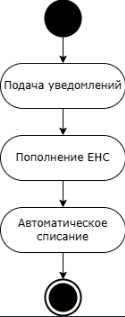 Подача уведомлений
Пополнение ЕНС
Автоматическое
списание